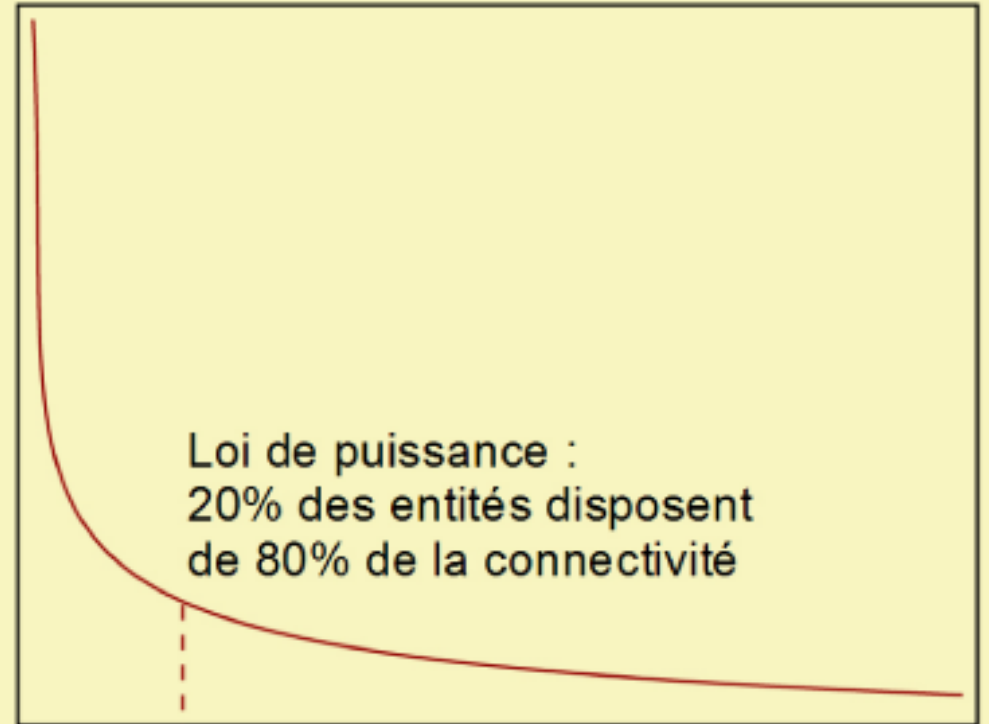 Loi de puissance :
20% des entités disposent
de 80% de la connectivité